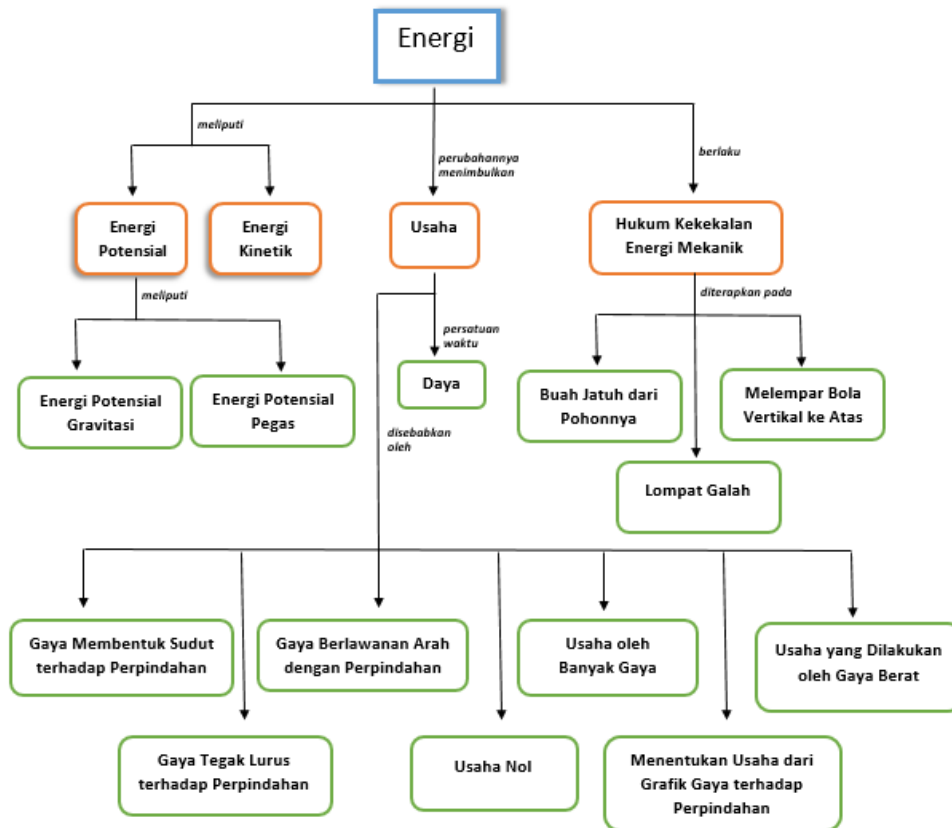 Energi
meliputi
perubahannya
menimbulkan
berlaku
Energi
Potensial
Energi
Kinetik
Usaha
Hukum Kekekalan
Energi Mekanik
meliputi
diterapkan pada
persatuan
waktu
Energi Potensial
Gravitasi
Energi Potensial
Pegas
Daya
Buah Jatuh dari
Pohonnya
Melempar Bola
Vertikal ke Atas
disebabkan
oleh
Lompat Galah
Gaya Membentuk Sudut
terhadap Perpindahan
Gaya Berlawanan Arah
dengan Perpindahan
Usaha oleh
Banyak Gaya
Usaha yang Dilakukan
oleh Gaya Berat
Gaya Tegak Lurus
terhadap Perpindahan
Usaha Nol
Menentukan Usaha dari
Grafik Gaya terhadap
Perpindahan